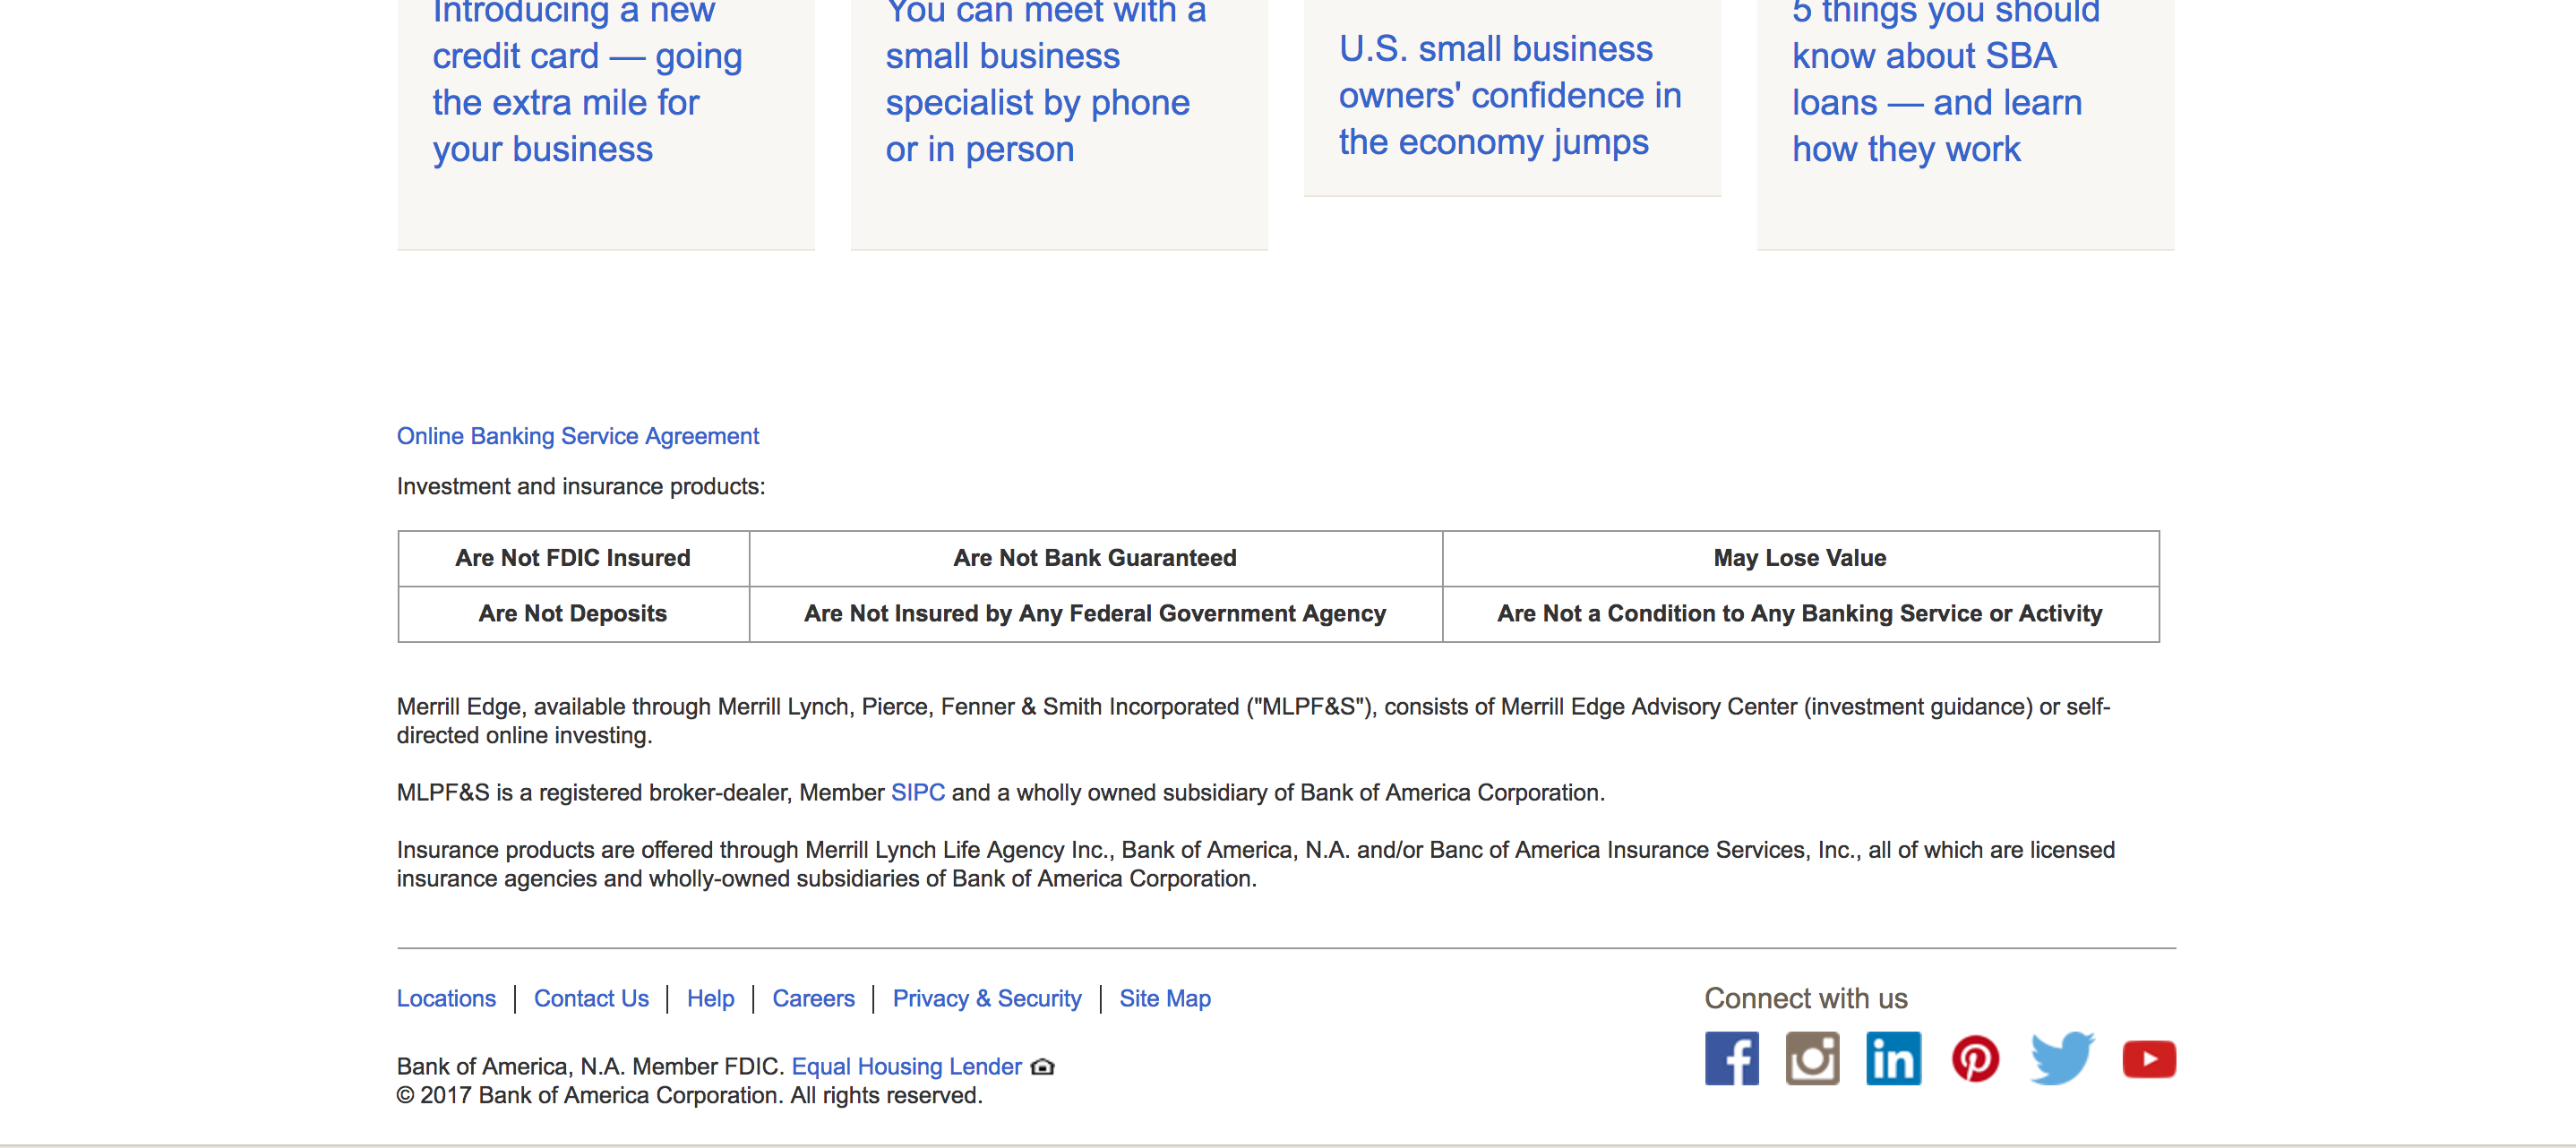 Introducing a new
credit card — going
the extra mile for
your business
You can meet with a
small business
specialist by phone
or in person
U.S. small business
owners' confidence in
the economy jumps
5 things you should
know about SBA
loans — and learn
how they work
Online Banking Service Agreement
Investment and insurance products:
Are Not FDIC Insured
Are Not Bank Guaranteed
May Lose Value
Are Not Deposits
Are Not Insured by Any Federal Government Agency
Are Not a Condition to Any Banking Service or Activity
Merrill Edge, available through Merrill Lynch, Pierce, Fenner & Smith Incorporated ("MLPF&S"), consists of Merrill Edge Advisory Center (investment guidance) or self-
directed online investing.
MLPF&S is a registered broker-dealer, Member SIPC and a wholly owned subsidiary of Bank of America Corporation.
Insurance products are offered through Merrill Lynch Life Agency Inc., Bank of America, N.A. and/or Banc of America Insurance Services, Inc., all of which are licensed
insurance agencies and wholly-owned subsidiaries of Bank of America Corporation.
Locations | Contact Us | Help | Careers | Privacy & Security | Site Map
Connect with us
Bank of America, N.A. Member FDIC. Equal Housing Lender
© 2017 Bank of America Corporation. All rights reserved.